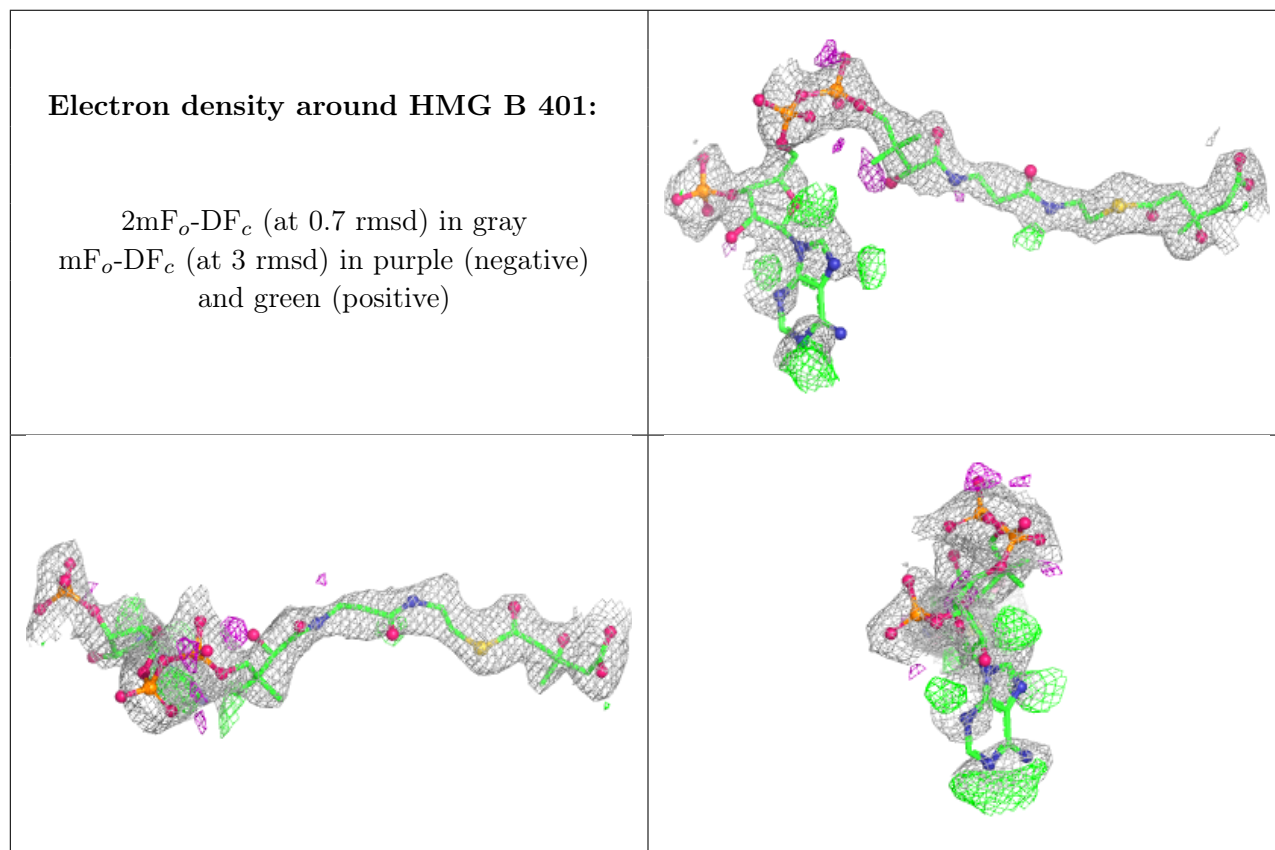 Electron density around HMG B 401:
2mFₒ-DF𝒸 (at 0.7 rmsd) in gray
mFₒ-DF𝒸 (at 3 rmsd) in purple (negative)
and green (positive)